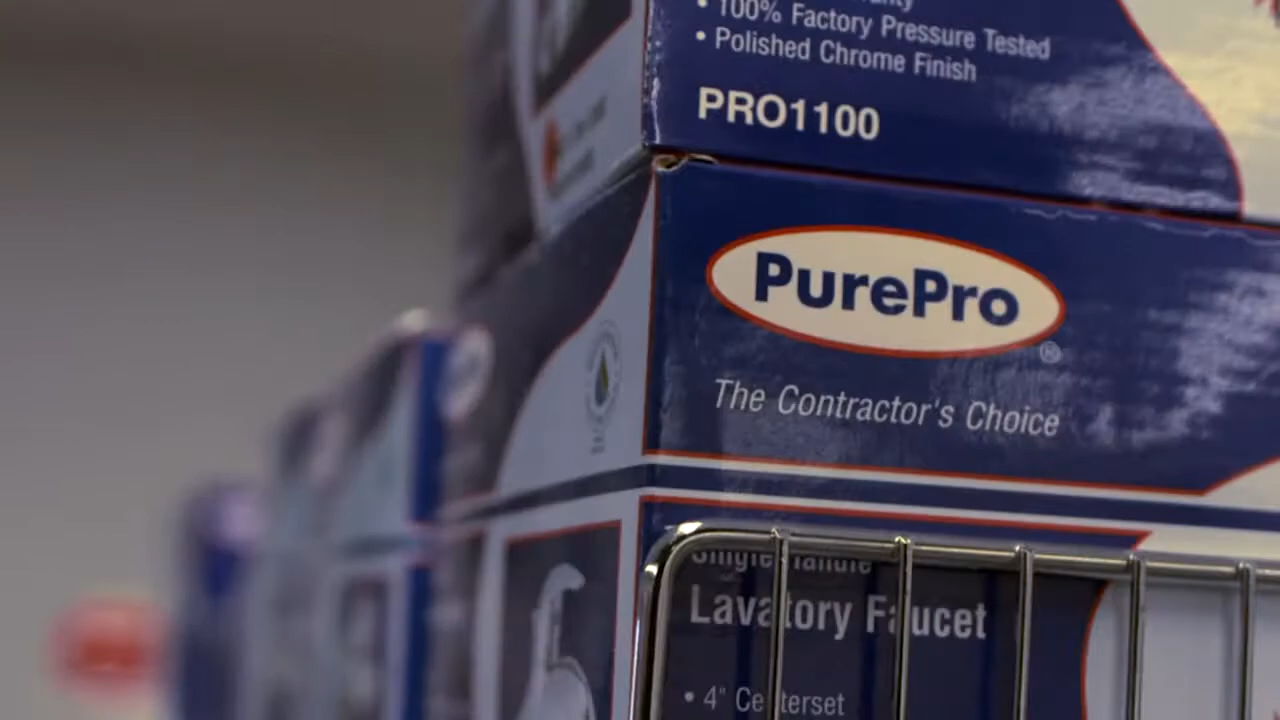 • 100% Factory Pressure Tested
• Polished Chrome Finish
PRO1100
PurePro
®
The Contractor's Choice
Single Handle
Lavatory Faucet
• 4" Centerset